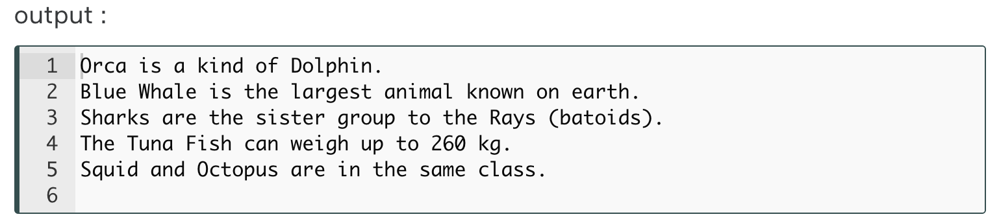 output :
1 Orca is a kind of Dolphin.
2 Blue Whale is the largest animal known on earth.
3 Sharks are the sister group to the Rays (batoids).
4 The Tuna Fish can weigh up to 260 kg.
5 Squid and Octopus are in the same class.
6